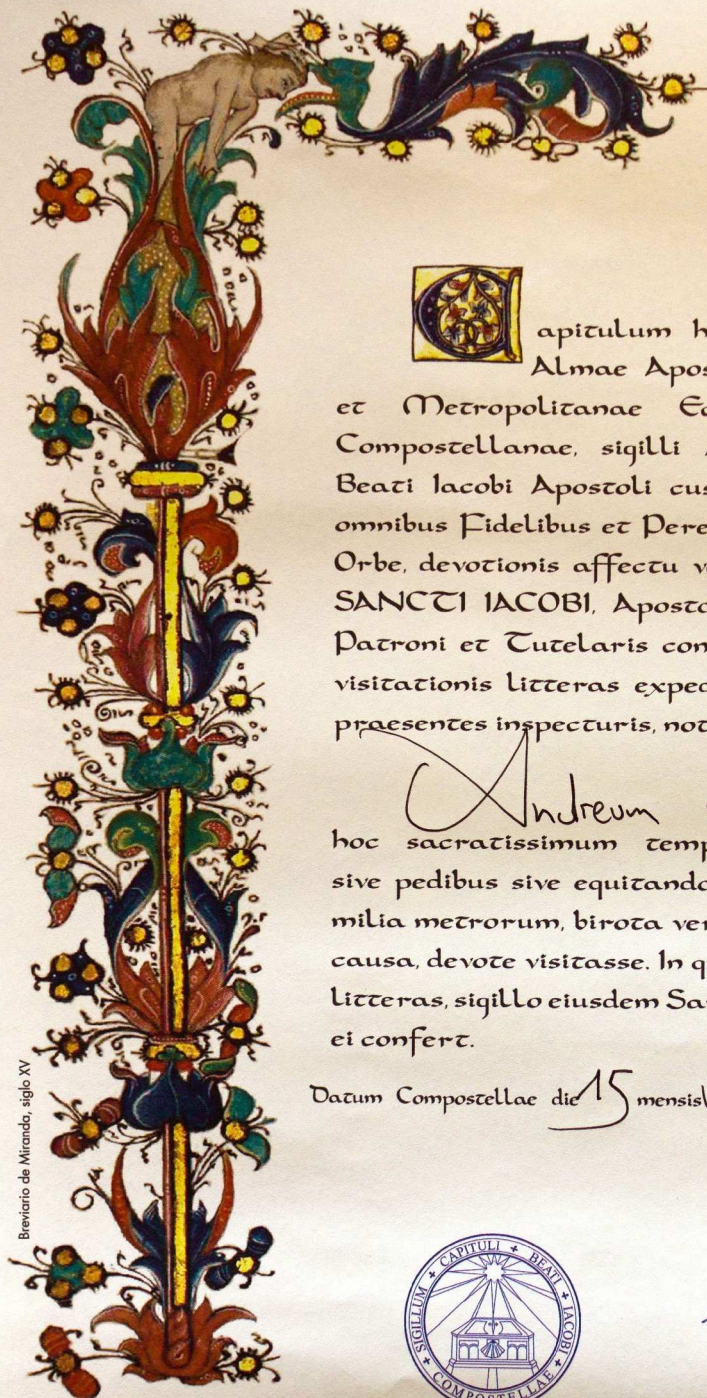 Capitulum h
Almae Apos
et Metropolitanae Ec
Compostellanae, sigilli
Beati Iacobi Apostoli cus
omnibus Fidelibus et Pere
Orbe, devotionis affectu v
SANCTI IACOBI, Aposto
Patroni et Tutelaris con
visitationis litteras exped
praesentes inspecturis, not
Andreum
hoc sacratissimum temp
sive pedibus sive equitando
milia metrorum, birota ver
causa, devote visitasse. In q
litteras, sigillo eiusdem Sa
ei confert.
Datum Compostellae die 15 mensis
Breviario de Miranda, siglo XV
SIGILLUM + CAPITULI + BEATI + IACOBI + COMPOSTELLAE +